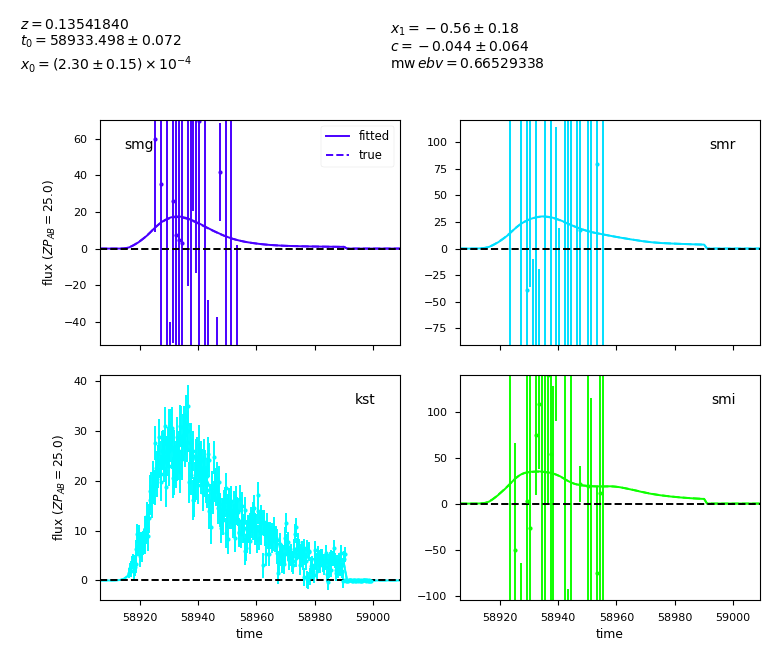 z = 0.13541840
t₀ = 58933.498 ± 0.072
x₀ = (2.30 ± 0.15) × 10⁻⁴
x₁ = −0.56 ± 0.18
c = −0.044 ± 0.064
mw ebv = 0.66529338
smg
fitted
true
60
40
20
0
−20
−40
flux (ZP_AB = 25.0)
smr
100
75
50
25
0
−25
−50
−75
kst
40
30
20
10
0
flux (ZP_AB = 25.0)
58920 58940 58960 58980 59000
time
smi
100
50
0
−50
−100
58920 58940 58960 58980 59000
time